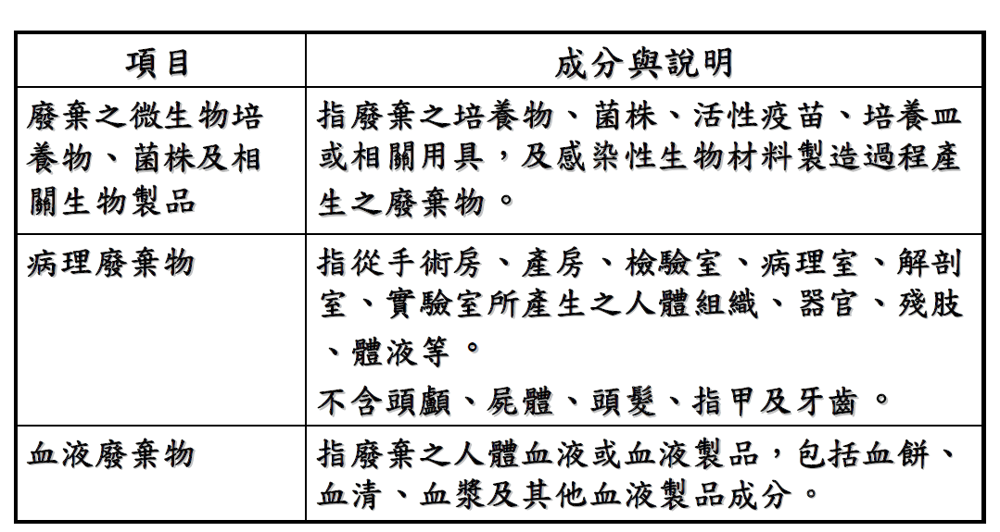 項目
成分與說明
廢棄之微生物培
養物、菌株及相
關生物製品
指廢棄之培養物、菌株、活性疫苗、培養皿
或相關用具，及感染性生物材料製造過程產
生之廢棄物。
病理廢棄物
指從手術房、產房、檢驗室、病理室、解剖
室、實驗室所產生之人體組織、器官、殘肢
、體液等。
不含頭顱、屍體、頭髮、指甲及牙齒。
血液廢棄物
指廢棄之人體血液或血液製品，包括血餅、
血清、血漿及其他血液製品成分。